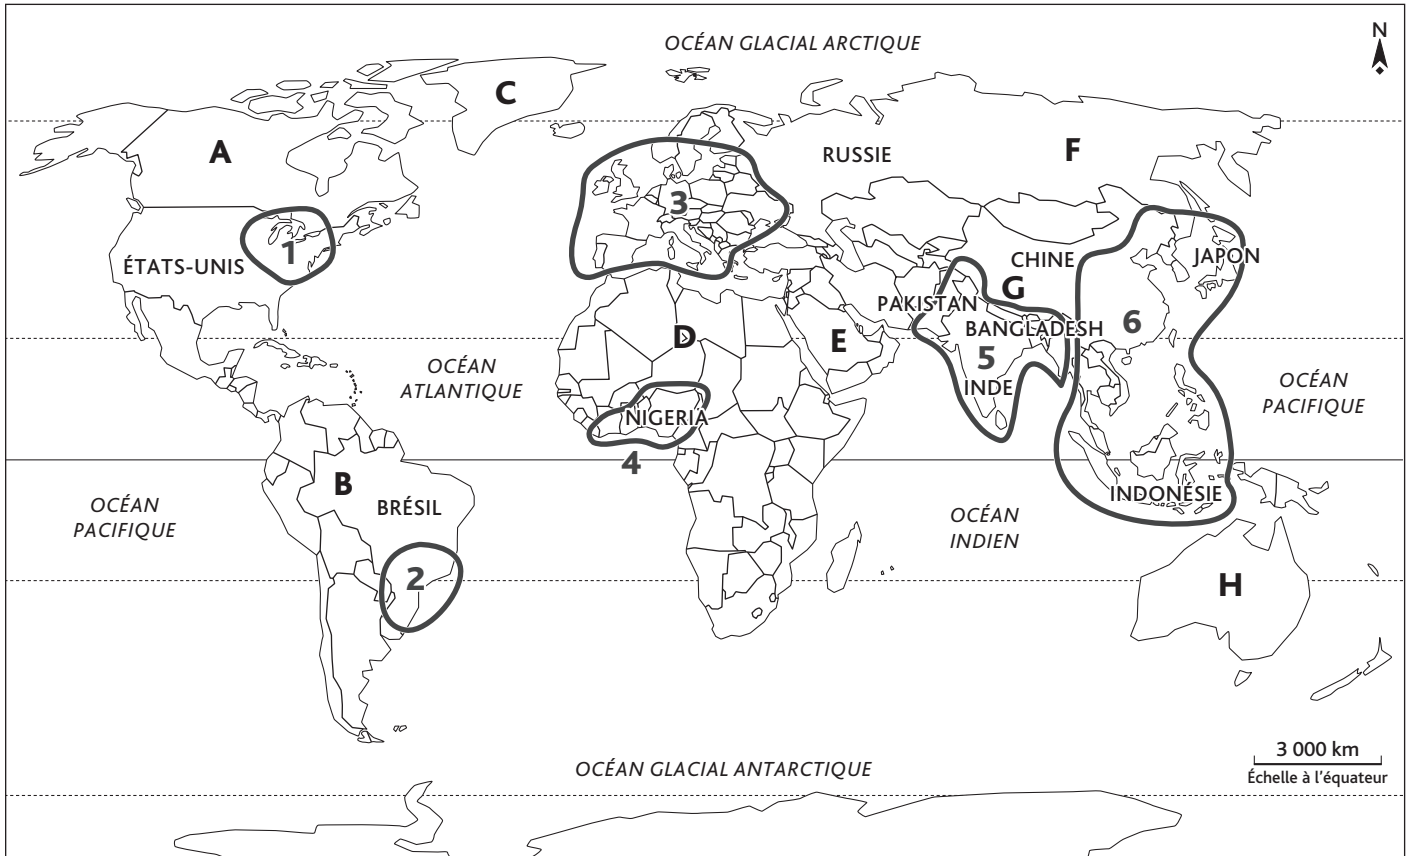 OCÉAN GLACIAL ARCTIQUE
N
C
A
RUSSIE
F
3
1
ÉTATS-UNIS
CHINE
JAPON
G
PAKISTAN
BANGLADESH
6
D
E
5
INDE
OCÉAN
ATLANTIQUE
OCÉAN
PACIFIQUE
NIGERIA
4
B
BRÉSIL
INDONÉSIE
OCÉAN
PACIFIQUE
OCÉAN
INDIEN
2
H
3 000 km
Échelle à l'équateur
OCÉAN GLACIAL ANTARCTIQUE